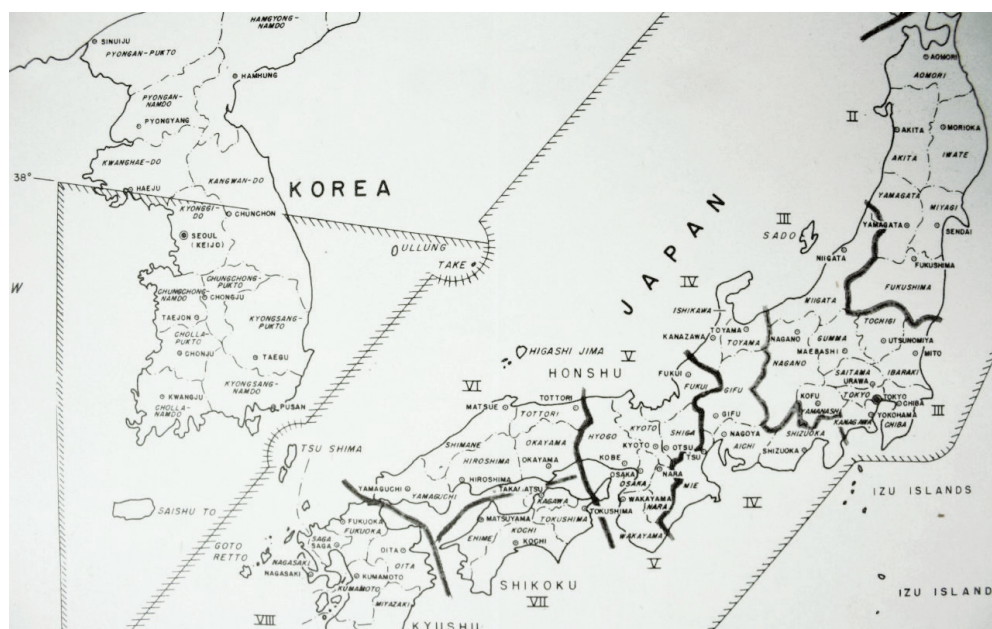 HAMGYONG-
NAMDO
SINUIJU
PYONGAN-PUKTO
HAMHUNG
PYONGAN-
NAMDO
PYONGYANG
KWANGHAE-DO
38°
HAEJU
KANGWAN-DO
KOREA
KYONGGI-
DO
CHUNCHON
SEOUL
(KEIJO)
ULLUNG
TAKE
W
CHUNGCHONG-
PUKTO
CHUNGCHONG-
NAMDO
CHONGJU
TAEJON
KYONGSANG-
PUKTO
CHOLLA-
PUKTO
CHONJU
TAEGU
KYONGSANG-
NAMDO
KWANGJU
CHOLLA-
NAMDO
PUSAN
TSU SHIMA
SAISHU TO
GOTO
RETTO
JAPAN
AOMORI
AOMORI
II
AKITA
MORIOKA
AKITA
IWATE
YAMAGATA
MIYAGI
III
SADO
YAMAGATA
SENDAI
NIIGATA
FUKUSHIMA
FUKUSHIMA
IV
ISHIKAWA
NIIGATA
TOCHIGI
KANAZAWA
TOYAMA
TOYAMA
NAGANO
GUMMA
UTSUNOMIYA
MAEBASHI
MITO
NAGANO
HIGASHI JIMA
V
HONSHU
FUKUI
FUKUI
GIFU
SAITAMA
IBARAKI
URAWA
VI
TOTTORI
KOFU
TOKYO
TOKYO
CHIBA
III
MATSUE
TOTTORI
YAMANASHI
KANAGAWA
YOKOHAMA
CHIBA
HYOGO
KYOTO
SHIGA
GIFU
SHIMANE
OKAYAMA
KYOTO
OTSU
NAGOYA
SHIZUOKA
AICHI
SHIZUOKA
TSU
HIROSHIMA
OKAYAMA
KOBE
OSAKA
OSAKA
NARA
MIE
HIROSHIMA
YAMAGUCHI
YAMAGUCHI
TAKAMATSU
KAGAWA
WAKAYAMA
NARA
IV
IZU ISLANDS
TOKUSHIMA
FUKUOKA
FUKUOKA
MATSUYAMA
TOKUSHIMA
WAKAYAMA
KOCHI
EHIME
KOCHI
SAGA
SAGA
OITA
OITA
V
NAGASAKI
NAGASAKI
KUMAMOTO
KUMAMOTO
MIYAZAKI
SHIKOKU
VII
IZU ISLAND
VIII
KYUSHU